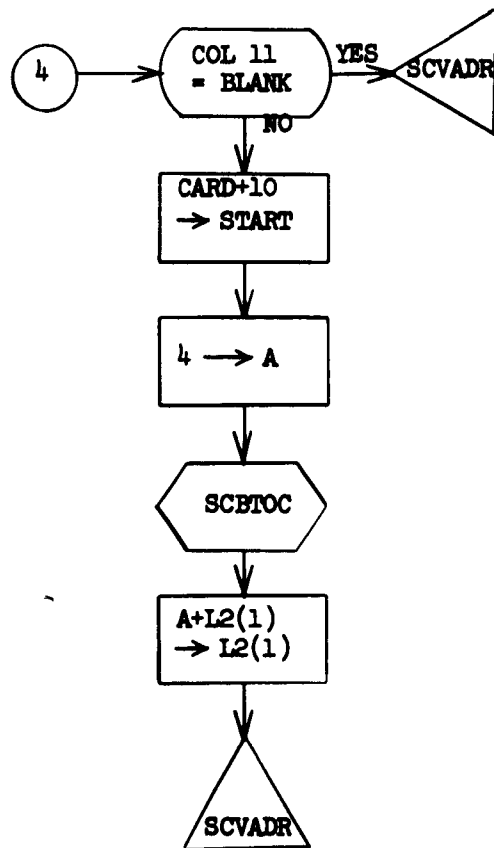 4
COL 11
= BLANK
YES
SCVADR
NO
CARD+10
→ START
4 → A
SCBTOC
A+L2(1)
→ L2(1)
SCVADR